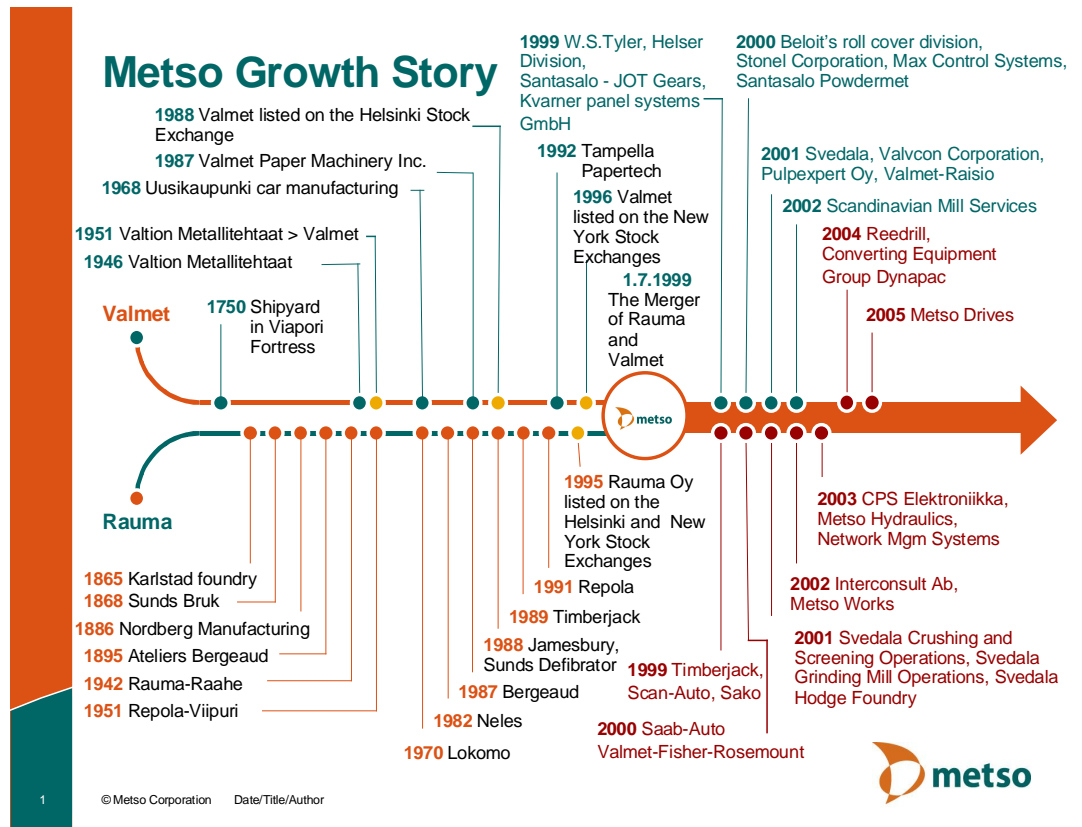 Metso Growth Story
1988 Valmet listed on the Helsinki Stock
Exchange
1987 Valmet Paper Machinery Inc.
1968 Uusikaupunki car manufacturing
1951 Valtion Metallitehtaat > Valmet
1946 Valtion Metallitehtaat
1750 Shipyard
in Viapori
Fortress
Valmet
1999 W.S.Tyler, Helser
Division,
Santasalo - JOT Gears,
Kvarner panel systems
GmbH
1992 Tampella
Papertech
1996 Valmet
listed on the New
York Stock
Exchanges
1.7.1999
The Merger
of Rauma
and
Valmet
2000 Beloit's roll cover division,
Stonel Corporation, Max Control Systems,
Santasalo Powdermet
2001 Svedala, Valvcon Corporation,
Pulpexpert Oy, Valmet-Raisio
2002 Scandinavian Mill Services
2004 Reedrill,
Converting Equipment
Group Dynapac
2005 Metso Drives
metso
Rauma
1865 Karlstad foundry
1868 Sunds Bruk
1886 Nordberg Manufacturing
1895 Ateliers Bergeaud
1942 Rauma-Raahe
1951 Repola-Viipuri
1995 Rauma Oy
listed on the
Helsinki and New
York Stock
Exchanges
1991 Repola
1989 Timberjack
1988 Jamesbury,
Sunds Defibrator
1987 Bergeaud
1982 Neles
1970 Lokomo
1999 Timberjack,
Scan-Auto, Sako
2000 Saab-Auto
Valmet-Fisher-Rosemount
2003 CPS Elektroniikka,
Metso Hydraulics,
Network Mgm Systems
2002 Interconsult Ab,
Metso Works
2001 Svedala Crushing and
Screening Operations, Svedala
Grinding Mill Operations, Svedala
Hodge Foundry
metso
1
© Metso Corporation Date/Title/Author